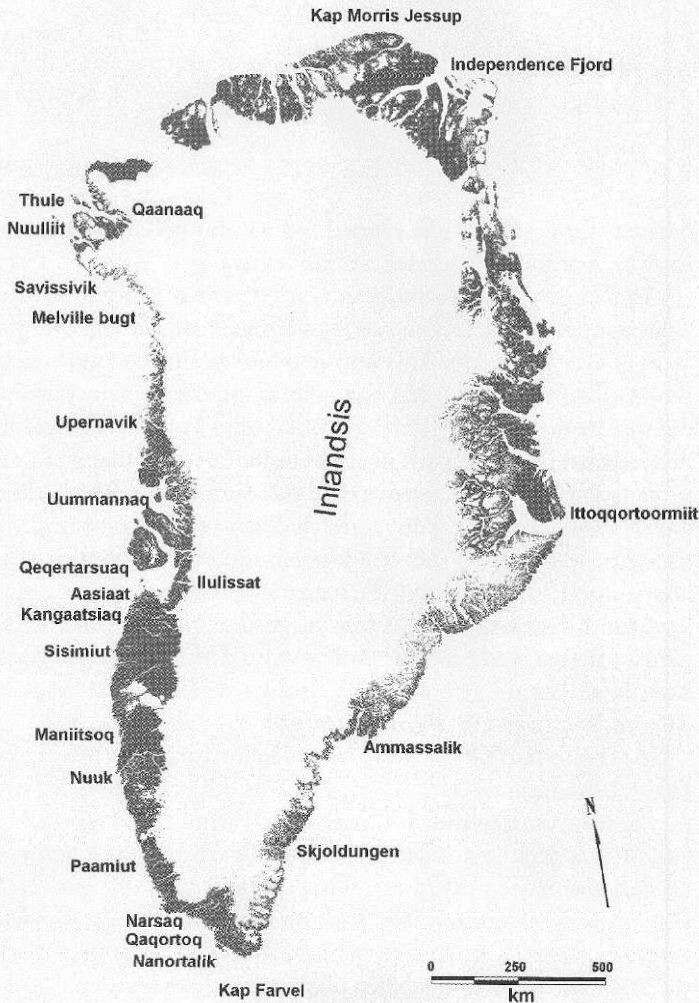 Kap Morris Jessup
Independence Fjord
Thule
Qaanaaq
Nuulliit
Savissivik
Melville bugt
Upernavik
Inlandsis
Uummannaq
Ittoqqortoormiit
Qeqertarsuaq
Ilulissat
Aasiaat
Kangaatsiaq
Sisimiut
Maniitsoq
Ammassalik
Nuuk
N
Skjoldungen
Paamiut
Narsaq
Qaqortoq
Nanortalik
Kap Farvel
0 250 500
km